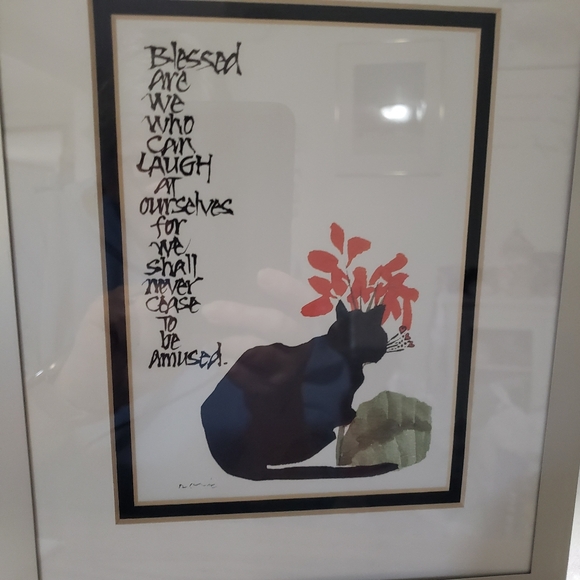 Blessed
are
we
who
can
LAUGH
AT
ourselves
for
we
shall
never
cease
To
be
amused.